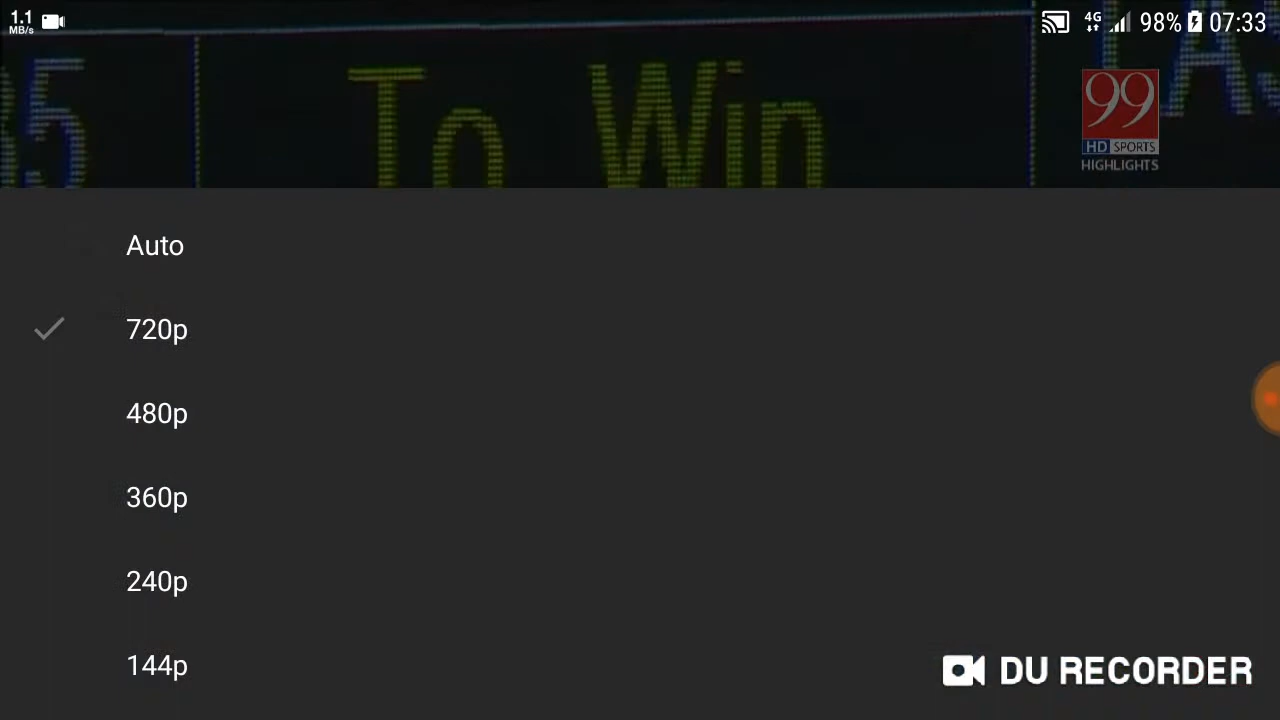 1.1
MB/s
4G
98%
07:33
To Win
99
HD SPORTS
HIGHLIGHTS
Auto
720p
480p
360p
240p
144p
DU RECORDER